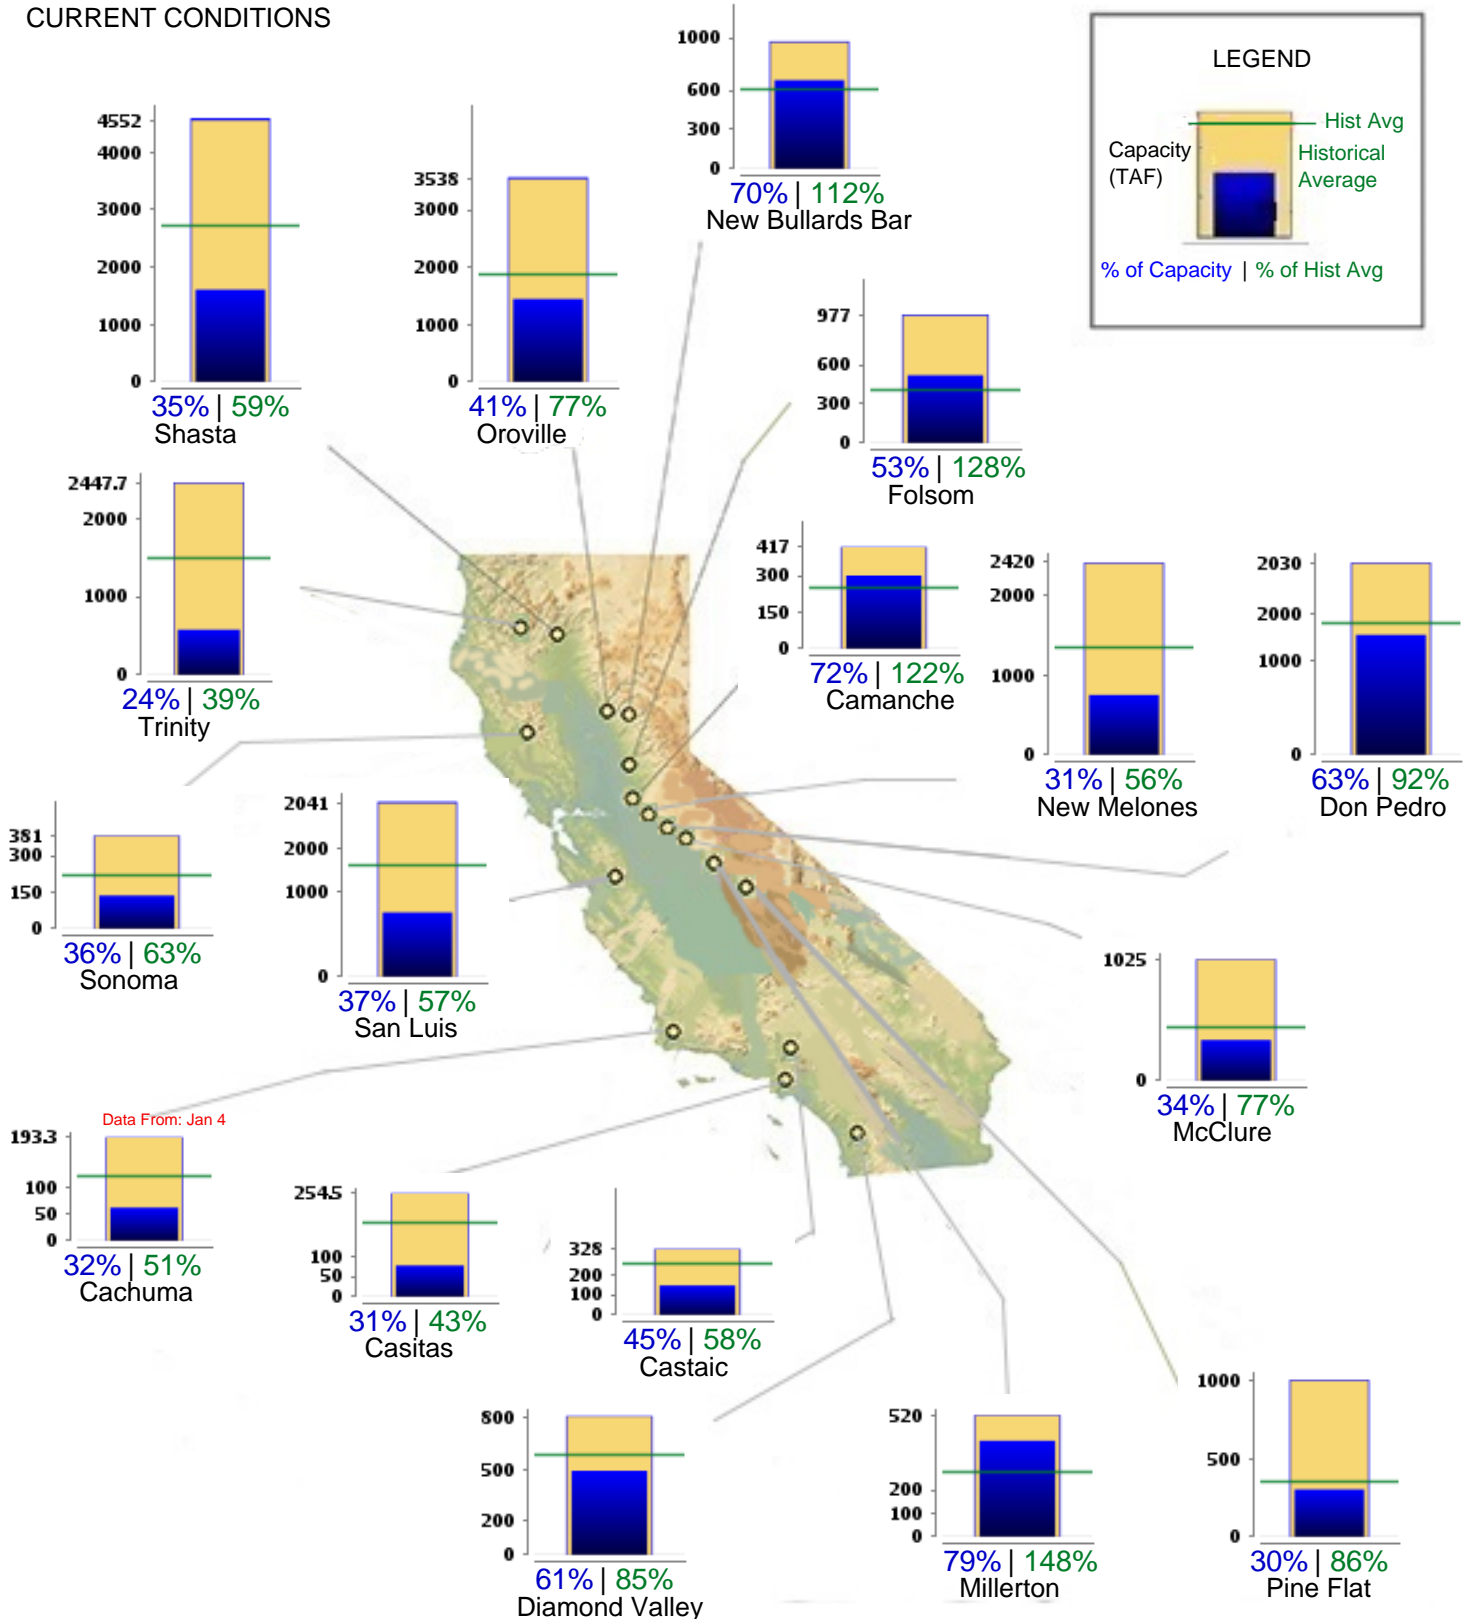 CURRENT CONDITIONS
LEGEND
Hist Avg
Capacity
(TAF)
Historical
Average
% of Capacity | % of Hist Avg
1000
600
300
0
70% | 112%
New Bullards Bar
4552
4000
3000
2000
1000
0
35% | 59%
Shasta
3538
3000
2000
1000
0
41% | 77%
Oroville
977
600
300
0
53% | 128%
Folsom
2447.7
2000
1000
0
24% | 39%
Trinity
417
300
150
0
72% | 122%
Camanche
2420
2000
1000
0
31% | 56%
New Melones
2030
2000
1000
0
63% | 92%
Don Pedro
381
300
150
0
36% | 63%
Sonoma
2041
2000
1000
0
37% | 57%
San Luis
1025
0
34% | 77%
McClure
Data From: Jan 4
193.3
100
50
0
32% | 51%
Cachuma
254.5
100
50
0
31% | 43%
Casitas
328
200
100
0
45% | 58%
Castaic
800
500
200
0
61% | 85%
Diamond Valley
520
200
100
0
79% | 148%
Millerton
1000
500
0
30% | 86%
Pine Flat